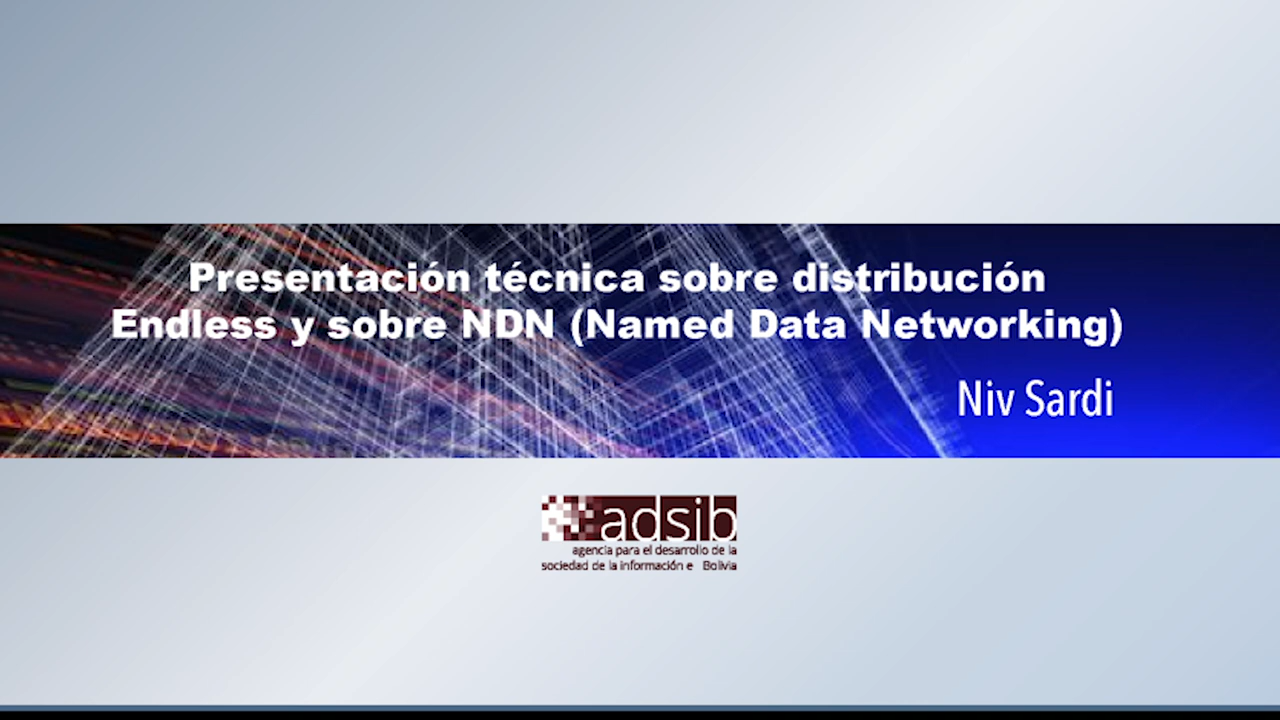 Presentación técnica sobre distribución
Endless y sobre NDN (Named Data Networking)
Niv Sardi
adsib
agencia para el desarrollo de la
sociedad de la información e Bolivia